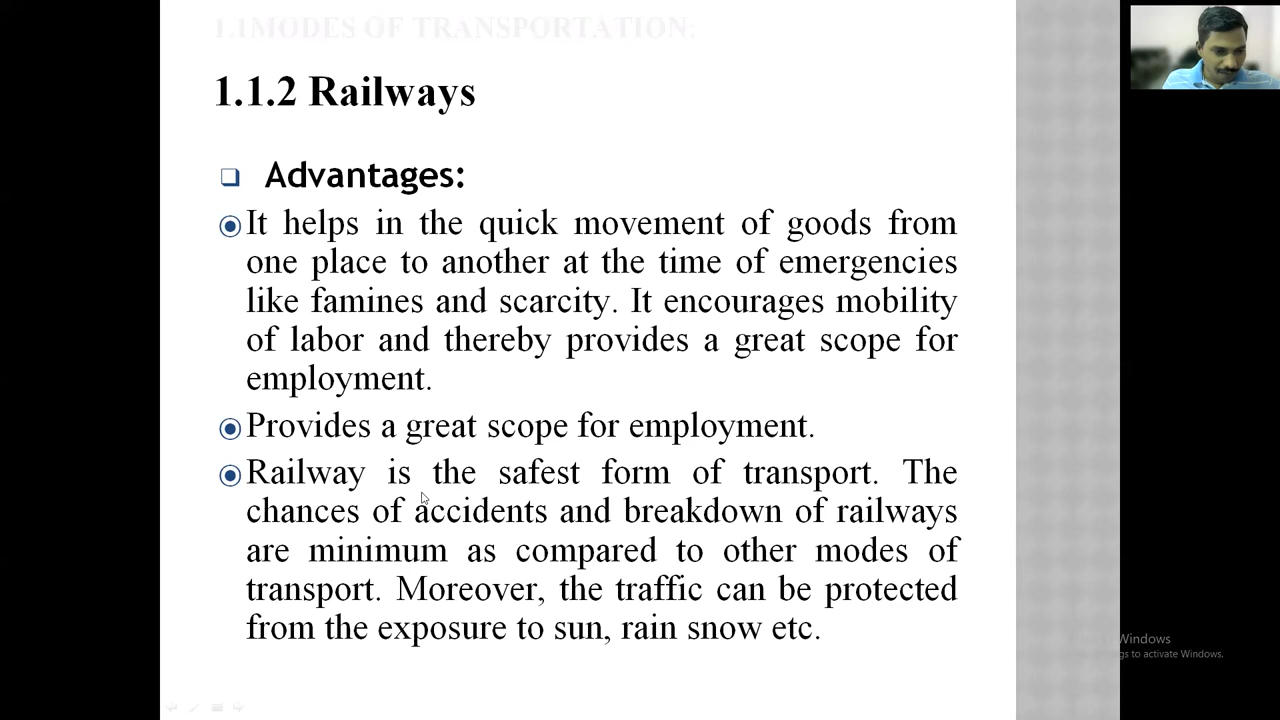 1.1MODES OF TRANSPORTATION:
1.1.2 Railways
Advantages:
It helps in the quick movement of goods from
one place to another at the time of emergencies
like famines and scarcity. It encourages mobility
of labor and thereby provides a great scope for
employment.
Provides a great scope for employment.
Railway is the safest form of transport. The
chances of accidents and breakdown of railways
are minimum as compared to other modes of
transport. Moreover, the traffic can be protected
from the exposure to sun, rain snow etc.
Windows
gs to activate Windows.